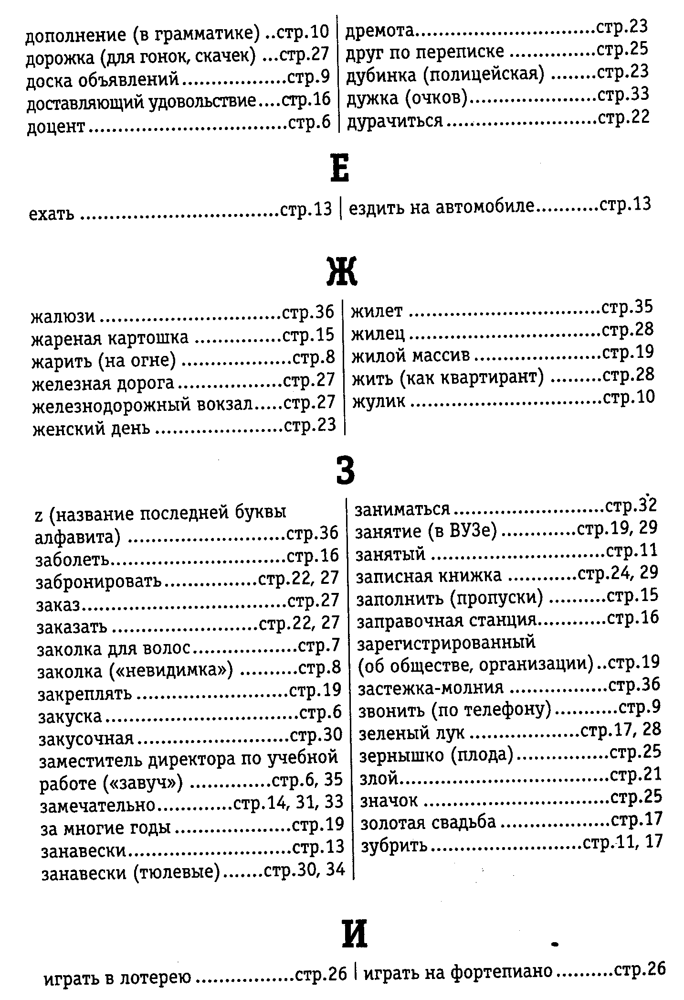 дополнение (в грамматике) ..стр.10
дорожка (для гонок, скачек) ...стр.27
доска объявлений..................стр.9
доставляющий удовольствие....стр.16
доцент..................................стр.6
дремота...............................стр.23
друг по переписке ...............стр.25
дубинка (полицейская) ........стр.23
дужка (очков)......................стр.33
дурачиться..........................стр.22
Е
ехать ..................................стр.13
ездить на автомобиле...........стр.13
Ж
жалюзи ...............................стр.36
жареная картошка ...............стр.15
жарить (на огне) ...................стр.8
железная дорога..................стр.27
железнодорожный вокзал.....стр.27
женский день ......................стр.23
жилет .................................стр.35
жилец.................................стр.28
жилой массив......................стр.19
жить (как квартирант) .........стр.28
жулик.................................стр.10
З
z (название последней буквы
алфавита) ...........................стр.36
заболеть..............................стр.16
забронировать................стр.22, 27
заказ...................................стр.27
заказать .........................стр.22, 27
заколка для волос..................стр.7
заколка («невидимка») ..........стр.8
закреплять ..........................стр.19
закуска.................................стр.6
закусочная..........................стр.30
заместитель директора по учебной
работе («завуч») ..............стр.6, 35
замечательно.............стр.14, 31, 33
за многие годы....................стр.19
занавески............................стр.13
занавески (тюлевые).......стр.30, 34
заниматься..........................стр.32
занятие (в ВУЗе).............стр.19, 29
занятый ..............................стр.11
записная книжка ............стр.24, 29
заполнить (пропуски) ..........стр.15
заправочная станция............стр.16
зарегистрированный
(об обществе, организации)..стр.19
застежка-молния .................стр.36
звонить (по телефону)...........стр.9
зеленый лук ...................стр.17, 28
зернышко (плода)................стр.25
злой....................................стр.21
значок ................................стр.25
золотая свадьба...................стр.17
зубрить..........................стр.11, 17
И
играть в лотерею .................стр.26
играть на фортепиано..........стр.26